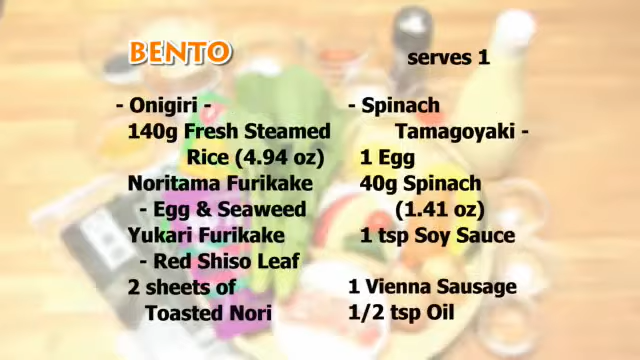 BENTO
serves 1
- Onigiri -
140g Fresh Steamed
Rice (4.94 oz)
Noritama Furikake
- Egg & Seaweed
Yukari Furikake
- Red Shiso Leaf
2 sheets of
Toasted Nori
- Spinach
Tamagoyaki -
1 Egg
40g Spinach
(1.41 oz)
1 tsp Soy Sauce
1 Vienna Sausage
1/2 tsp Oil